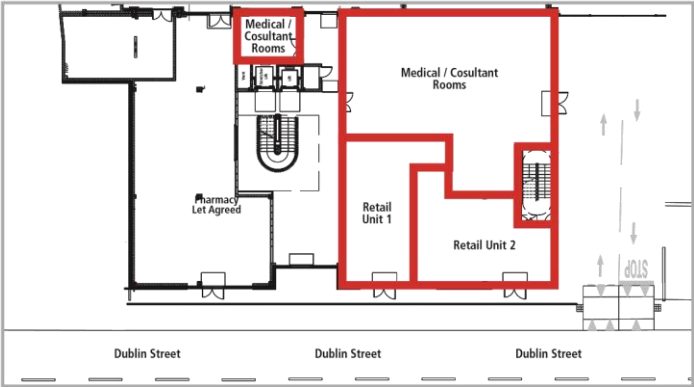 Medical /
Cosultant
Rooms
Medical / Cosultant
Rooms
Pharmacy
Let Agreed
Retail
Unit 1
Retail Unit 2
STOP
Dublin Street
Dublin Street
Dublin Street